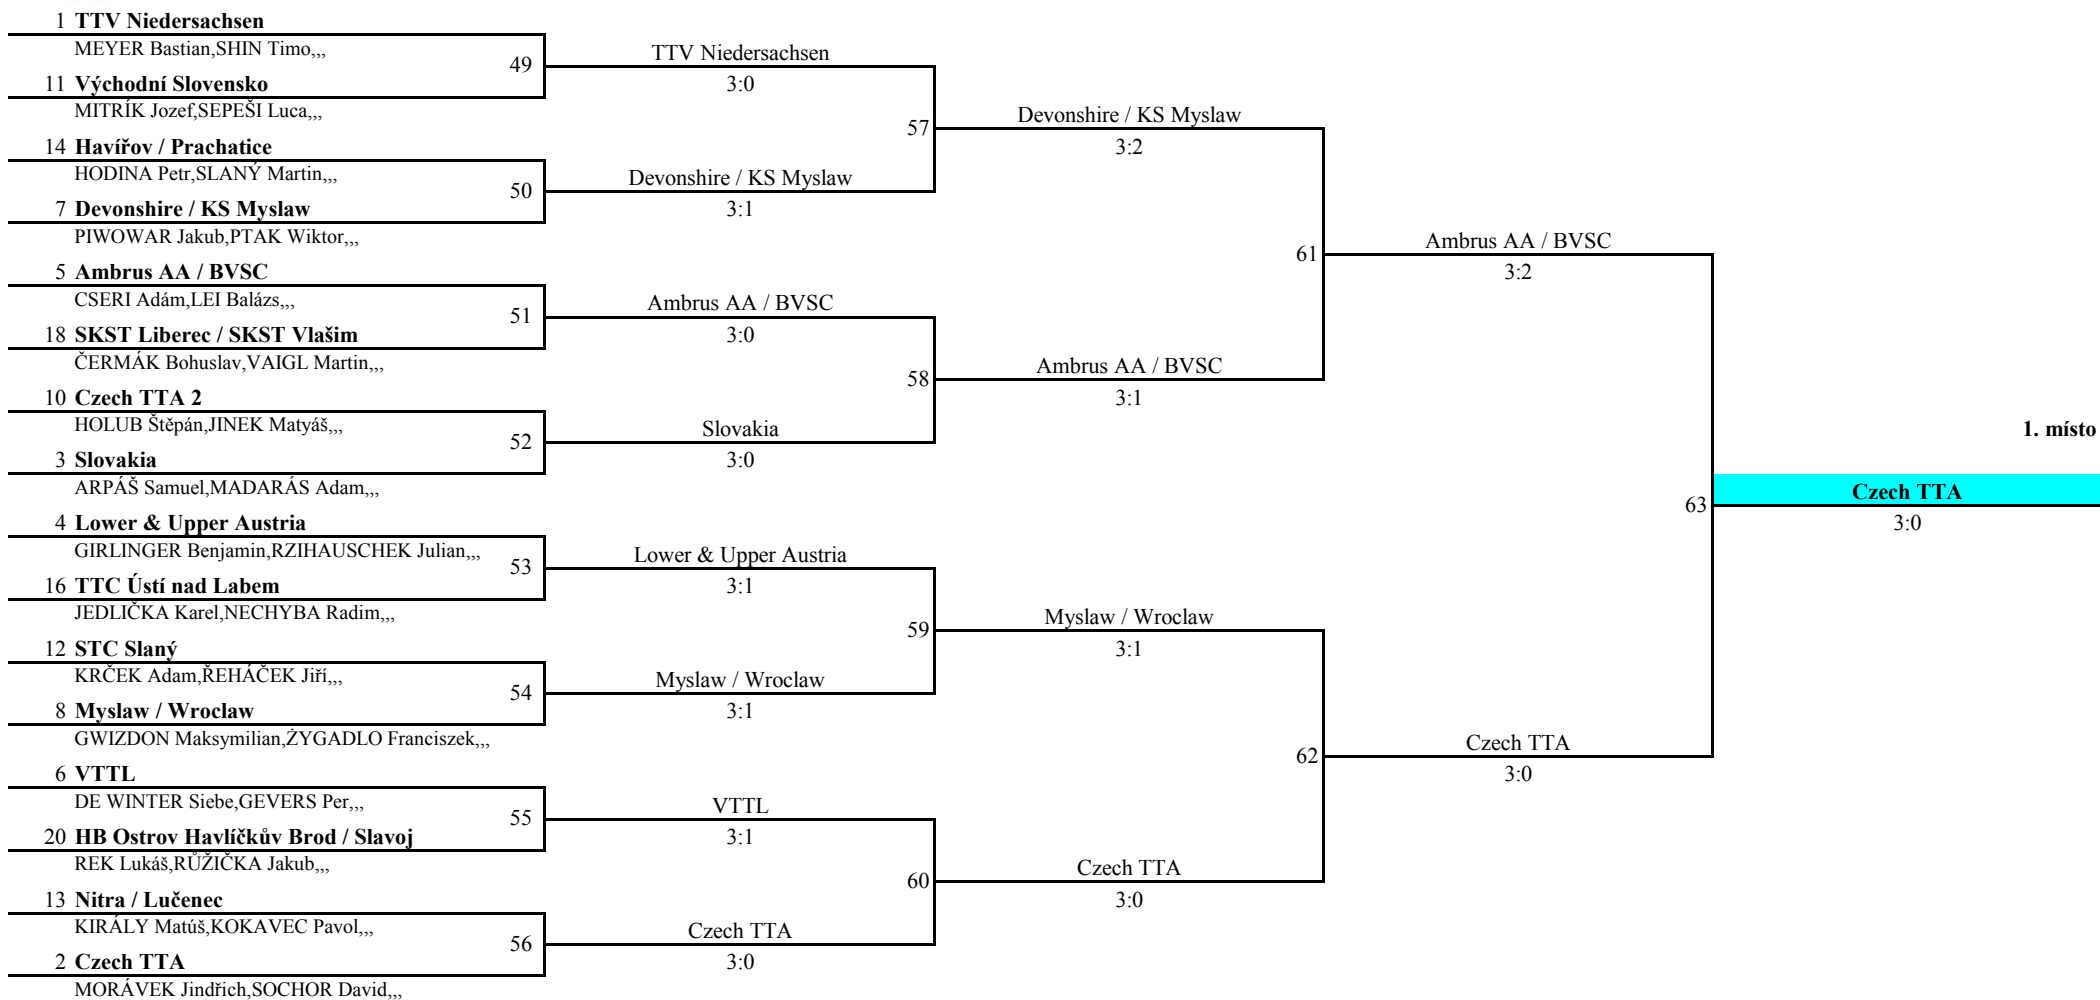 1 TTV Niedersachsen
MEYER Bastian,SHIN Timo,,,
49
TTV Niedersachsen
3:0
11 Východní Slovensko
MITRÍK Jozef,SEPEŠI Luca,,,
57
Devonshire / KS Myslaw
3:2
14 Havířov / Prachatice
HODINA Petr,SLANÝ Martin,,,
50
Devonshire / KS Myslaw
3:1
7 Devonshire / KS Myslaw
PIWOWAR Jakub,PTAK Wiktor,,,
61
Ambrus AA / BVSC
3:2
5 Ambrus AA / BVSC
CSERI Adám,LEI Balázs,,,
51
Ambrus AA / BVSC
3:0
18 SKST Liberec / SKST Vlašim
ČERMÁK Bohuslav,VAIGL Martin,,,
58
Ambrus AA / BVSC
3:1
10 Czech TTA 2
HOLUB Štěpán,JINEK Matyáš,,,
52
Slovakia
3:0
1. místo
3 Slovakia
ARPÁŠ Samuel,MADARÁS Adam,,,
63
Czech TTA
3:0
4 Lower & Upper Austria
GIRLINGER Benjamin,RZIHAUSCHEK Julian,,,
53
Lower & Upper Austria
3:1
16 TTC Ústí nad Labem
JEDLIČKA Karel,NECHYBA Radim,,,
59
Myslaw / Wroclaw
3:1
12 STC Slaný
KRČEK Adam,ŘEHÁČEK Jiří,,,
54
Myslaw / Wroclaw
3:1
8 Myslaw / Wroclaw
GWIZDON Maksymilian,ŻYGADLO Franciszek,,,
62
Czech TTA
3:0
6 VTTL
DE WINTER Siebe,GEVERS Per,,,
55
VTTL
3:1
20 HB Ostrov Havlíčkův Brod / Slavoj
REK Lukáš,RŮŽIČKA Jakub,,,
60
Czech TTA
3:0
13 Nitra / Lučenec
KIRÁLY Matúš,KOKAVEC Pavol,,,
56
Czech TTA
3:0
2 Czech TTA
MORÁVEK Jindřich,SOCHOR David,,,